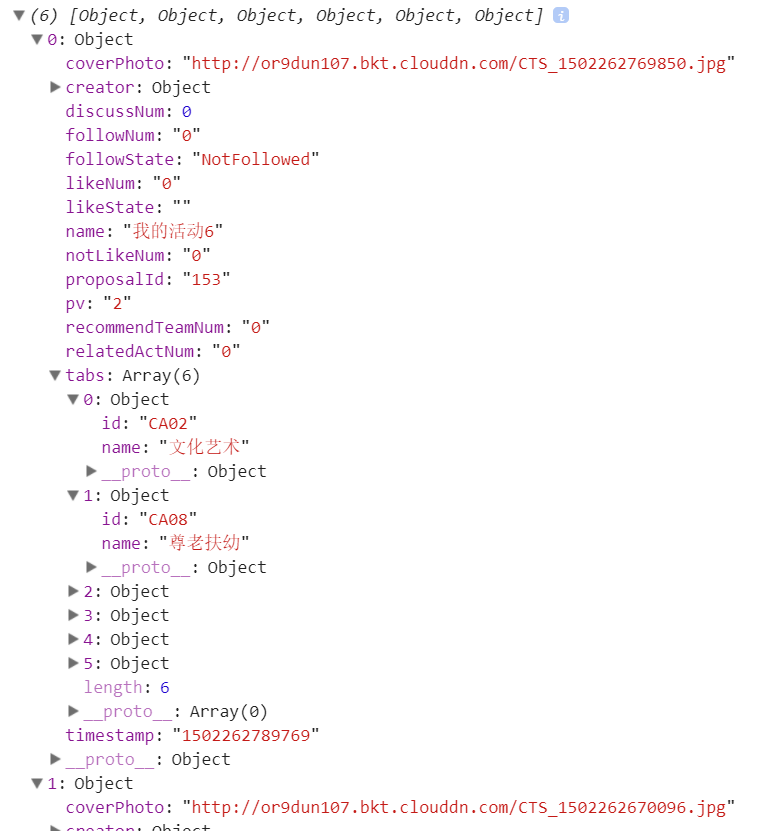 (6) [Object, Object, Object, Object, Object, Object] i
0: Object
coverPhoto: "http://or9dun107.bkt.clouddn.com/CTS_1502262769850.jpg"
creator: Object
discussNum: 0
followNum: "0"
followState: "NotFollowed"
likeNum: "0"
likeState: ""
name: "我的活动6"
notLikeNum: "0"
proposalId: "153"
pv: "2"
recommendTeamNum: "0"
relatedActNum: "0"
tabs: Array(6)
0: Object
id: "CA02"
name: "文化艺术"
__proto__: Object
1: Object
id: "CA08"
name: "尊老扶幼"
__proto__: Object
2: Object
3: Object
4: Object
5: Object
length: 6
__proto__: Array(0)
timestamp: "1502262789769"
__proto__: Object
1: Object
coverPhoto: "http://or9dun107.bkt.clouddn.com/CTS_1502262670096.jpg"
creator: Object